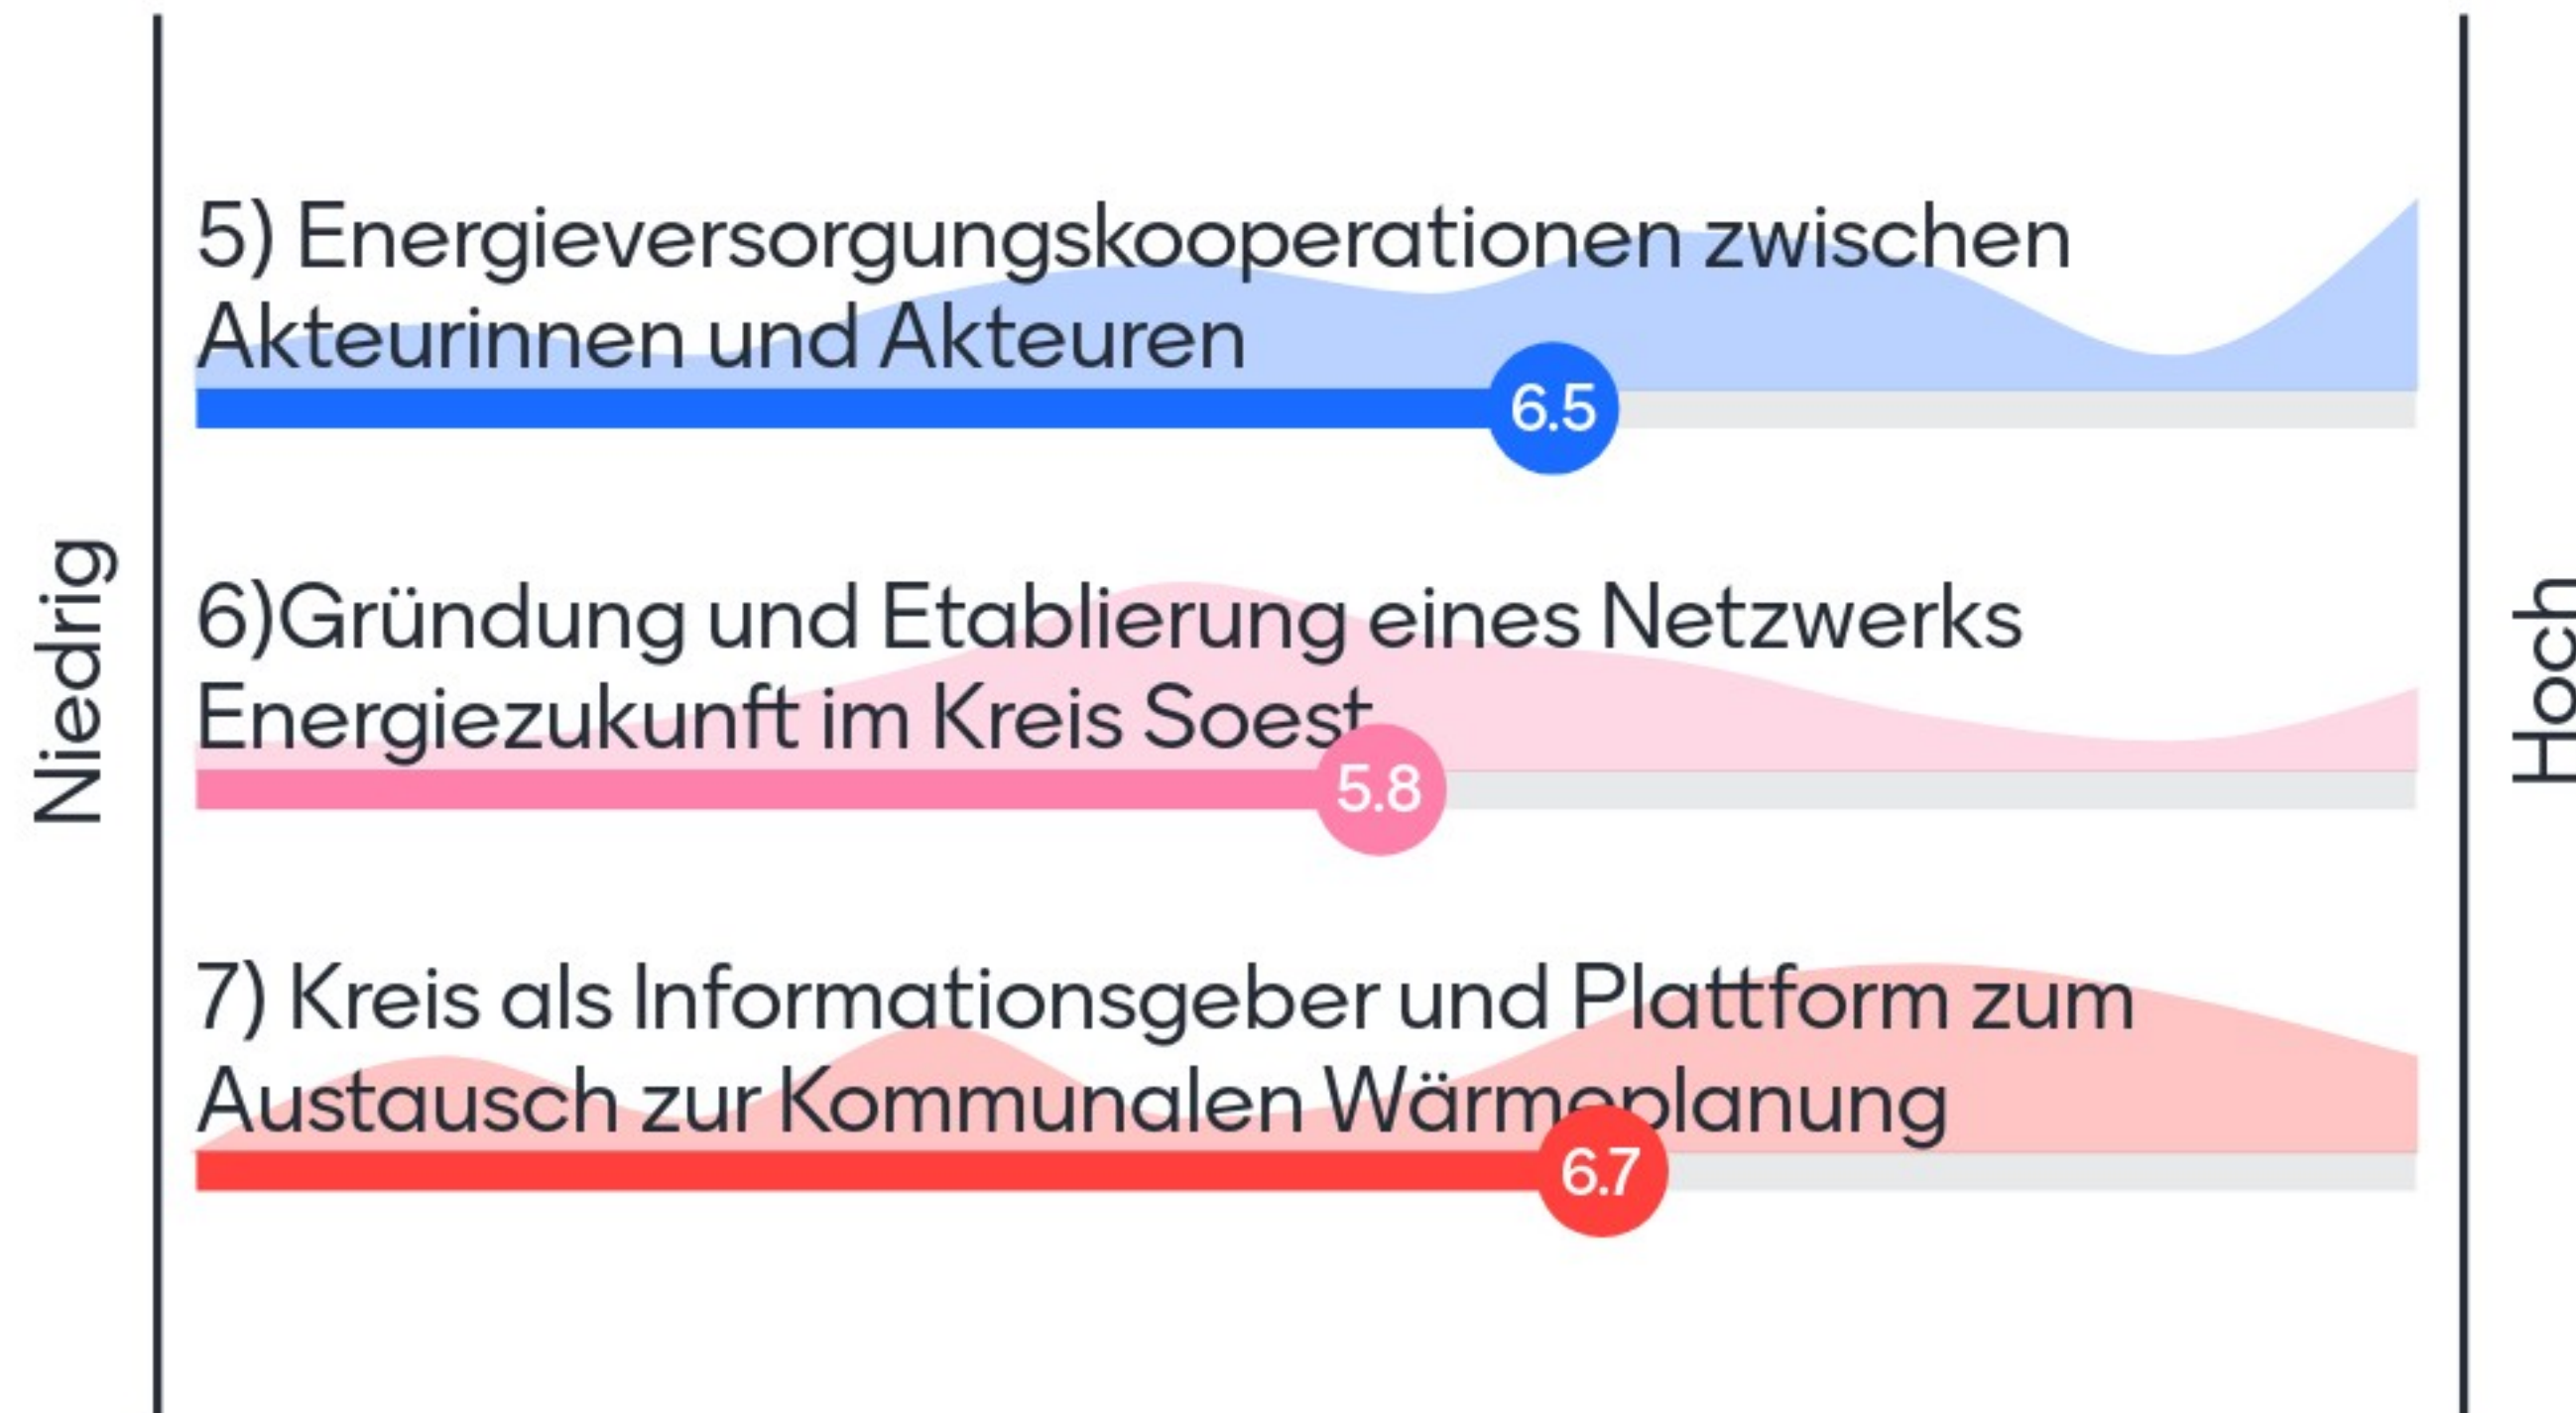 5) Energieversorgungskooperationen zwischen
Akteurinnen und Akteuren
6.5
Niedrig
6)Gründung und Etablierung eines Netzwerks
Energiezukunft im Kreis Soest
5.8
Hoch
7) Kreis als Informationsgeber und Plattform zum
Austausch zur Kommunalen Wärmeplanung
6.7